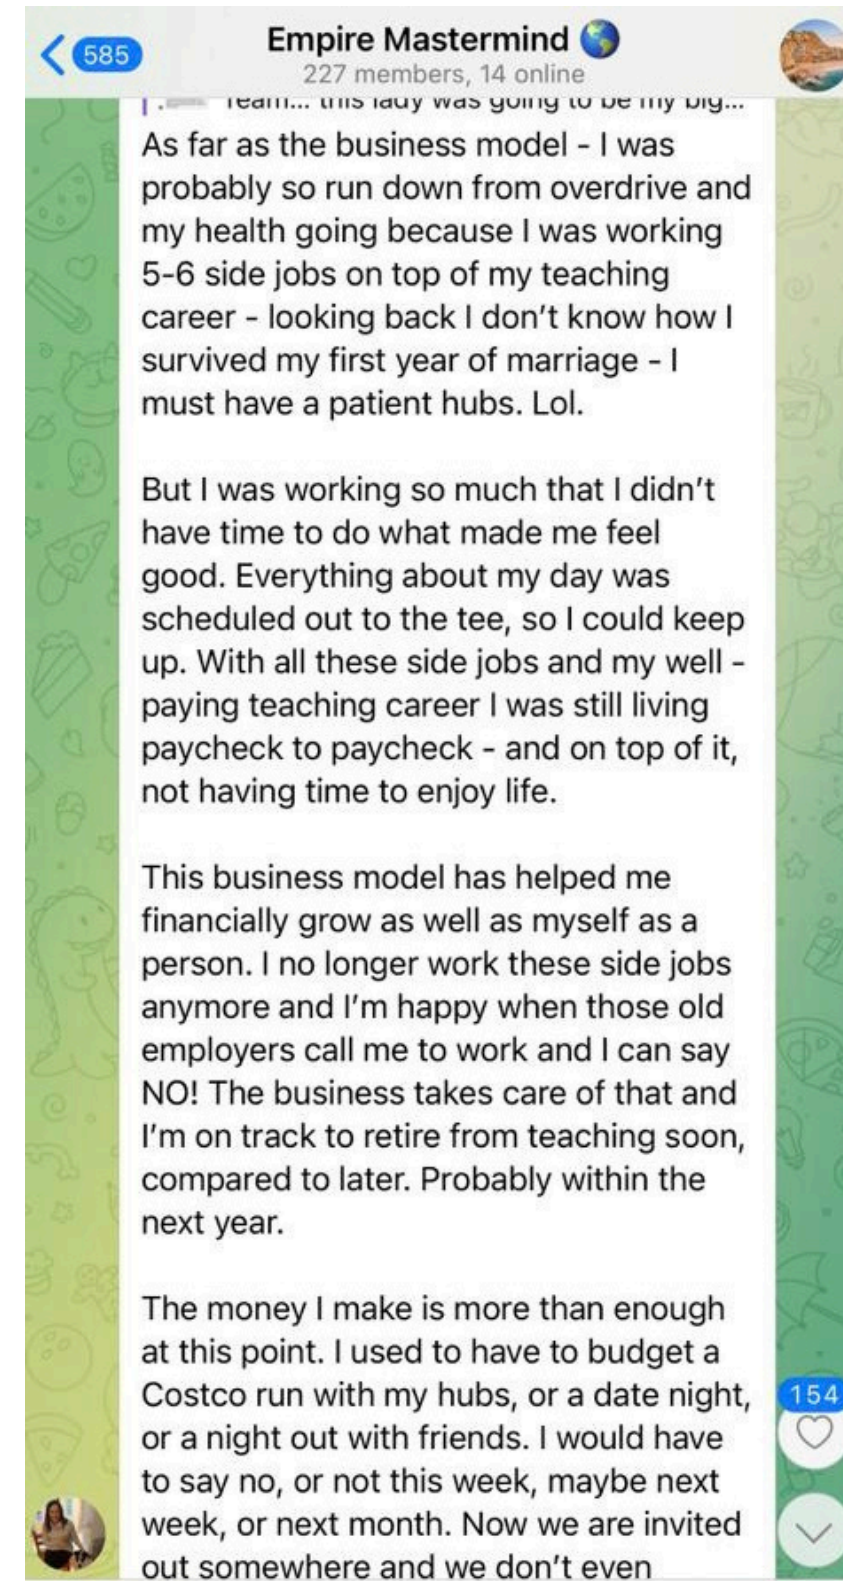 585
Empire Mastermind 🌎
227 members, 14 online
Team... this lady was going to be my big...
As far as the business model - I was
probably so run down from overdrive and
my health going because I was working
5-6 side jobs on top of my teaching
career - looking back I don't know how I
survived my first year of marriage - I
must have a patient hubs. Lol.
But I was working so much that I didn't
have time to do what made me feel
good. Everything about my day was
scheduled out to the tee, so I could keep
up. With all these side jobs and my well -
paying teaching career I was still living
paycheck to paycheck - and on top of it,
not having time to enjoy life.
This business model has helped me
financially grow as well as myself as a
person. I no longer work these side jobs
anymore and I'm happy when those old
employers call me to work and I can say
NO! The business takes care of that and
I'm on track to retire from teaching soon,
compared to later. Probably within the
next year.
The money I make is more than enough
at this point. I used to have to budget a
Costco run with my hubs, or a date night,
or a night out with friends. I would have
to say no, or not this week, maybe next
week, or next month. Now we are invited
out somewhere and we don't even
154